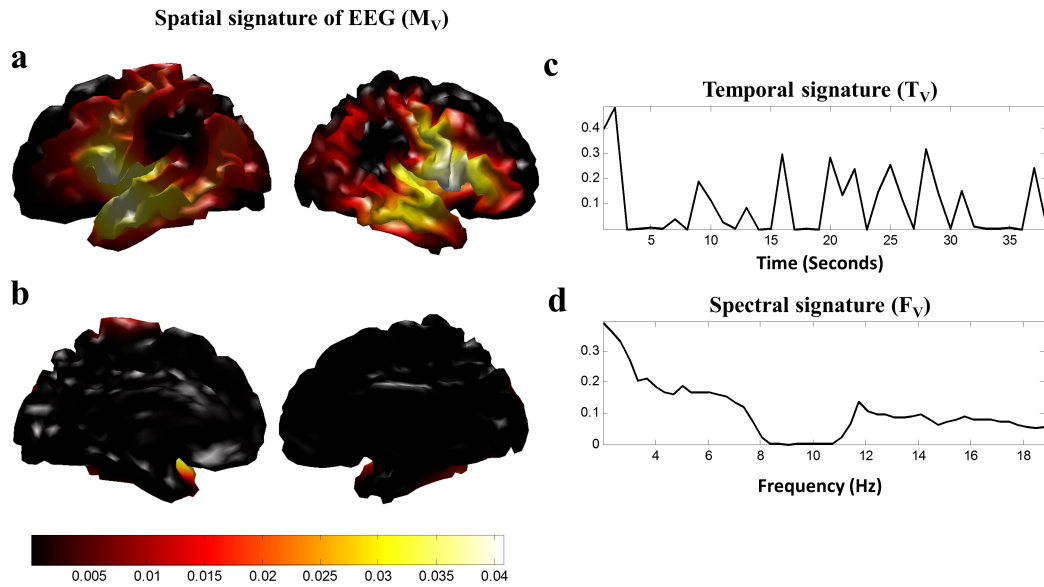 Spatial signature of EEG (MV)
a
b
0.005 0.01 0.015 0.02 0.025 0.03 0.035 0.04
c
Temporal signature (TV)
0.4
0.3
0.2
0.1
5 10 15 20 25 30 35
Time (Seconds)
d
Spectral signature (FV)
0.3
0.2
0.1
0
4 6 8 10 12 14 16 18
Frequency (Hz)